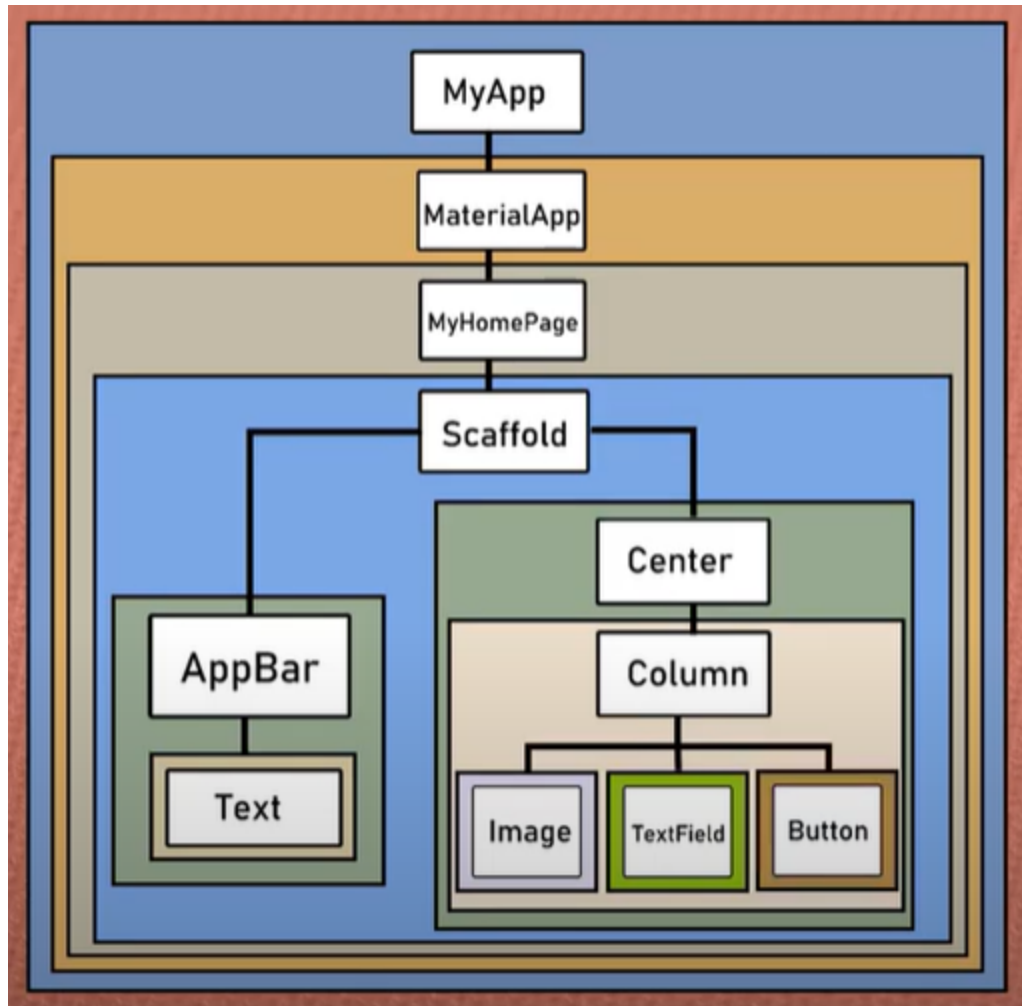 MyApp
MaterialApp
MyHomePage
Scaffold
Center
AppBar
Column
Text
Image
TextField
Button